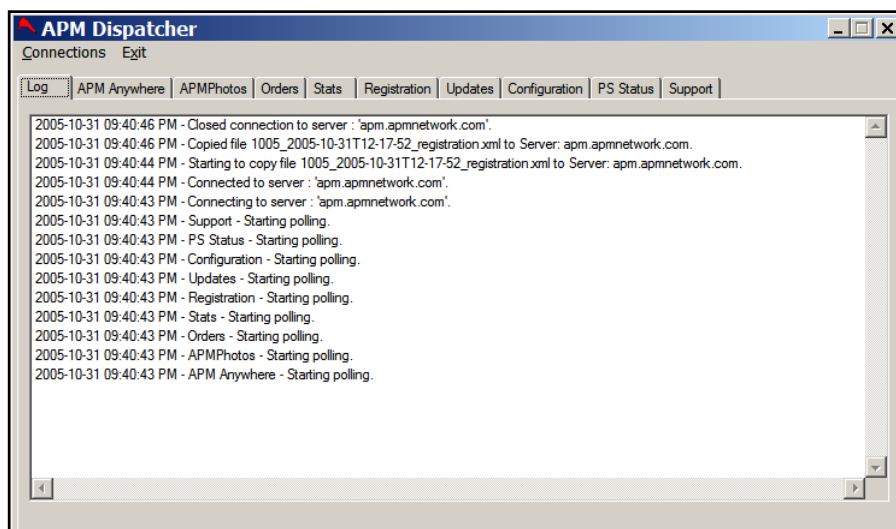 APM Dispatcher
Connections Exit
Log APM Anywhere APMPhotos Orders Stats Registration Updates Configuration PS Status Support
2005-10-31 09:40:46 PM - Closed connection to server : 'apm.apmnetwork.com'.
2005-10-31 09:40:46 PM - Copied file 1005_2005-10-31T12-17-52_registration.xml to Server: apm.apmnetwork.com.
2005-10-31 09:40:44 PM - Starting to copy file 1005_2005-10-31T12-17-52_registration.xml to Server: apm.apmnetwork.com.
2005-10-31 09:40:44 PM - Connected to server : 'apm.apmnetwork.com'.
2005-10-31 09:40:43 PM - Connecting to server : 'apm.apmnetwork.com'.
2005-10-31 09:40:43 PM - Support - Starting polling.
2005-10-31 09:40:43 PM - PS Status - Starting polling.
2005-10-31 09:40:43 PM - Configuration - Starting polling.
2005-10-31 09:40:43 PM - Updates - Starting polling.
2005-10-31 09:40:43 PM - Registration - Starting polling.
2005-10-31 09:40:43 PM - Stats - Starting polling.
2005-10-31 09:40:43 PM - Orders - Starting polling.
2005-10-31 09:40:43 PM - APMPhotos - Starting polling.
2005-10-31 09:40:43 PM - APM Anywhere - Starting polling.